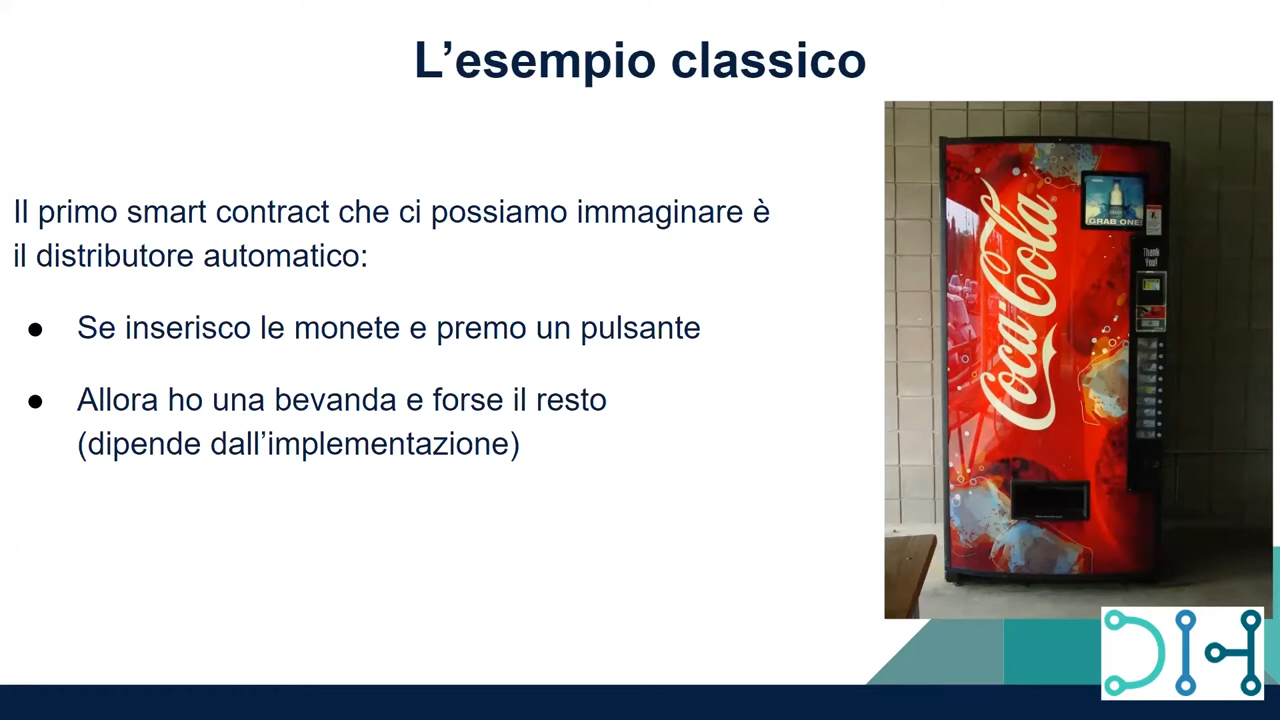 L’esempio classico
Il primo smart contract che ci possiamo immaginare è
il distributore automatico:
● Se inserisco le monete e premo un pulsante
● Allora ho una bevanda e forse il resto
(dipende dall’implementazione)
Coca-Cola
GRAB ONE!
Thank
You!
DIH